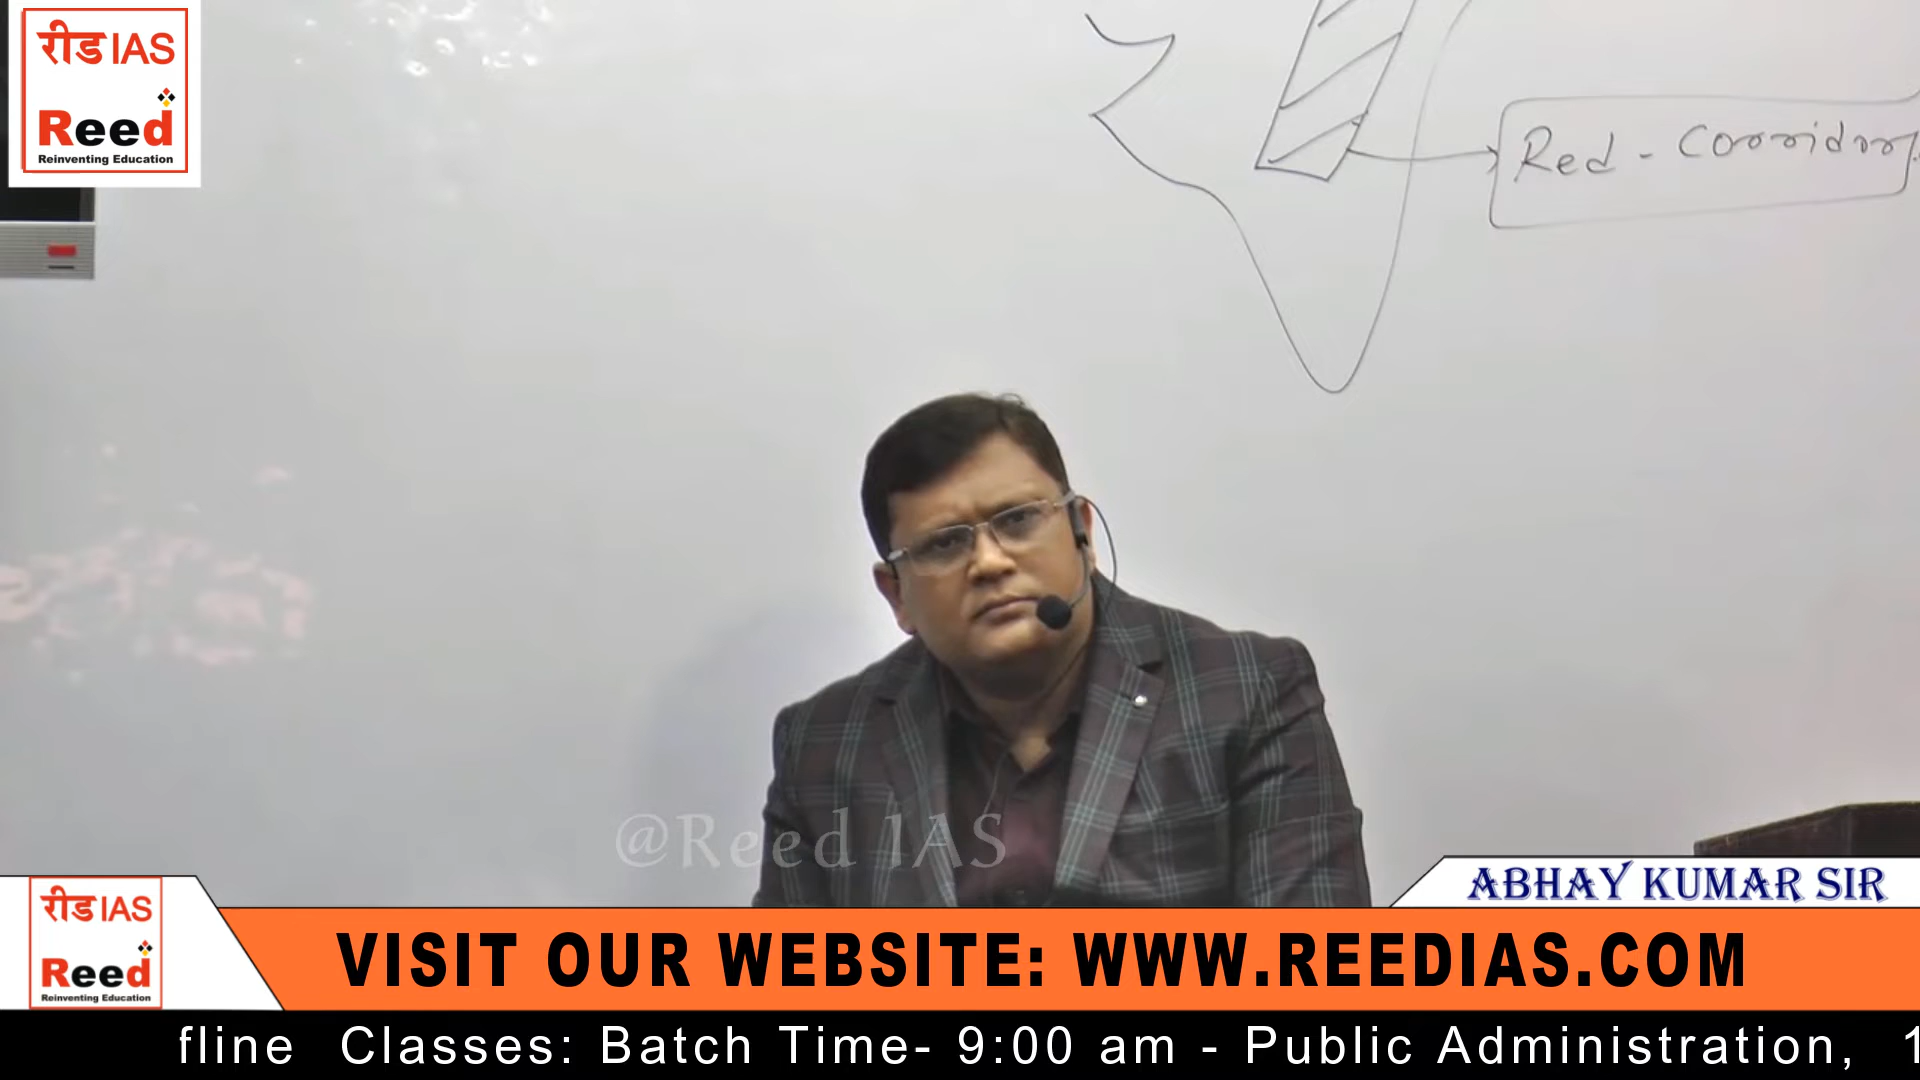 रीड IAS
Reed
Reinventing Education
Red - Corridor
@Reed IAS
ABHAY KUMAR SIR
रीड IAS
Reed
Reinventing Education
VISIT OUR WEBSITE: WWW.REEDIAS.COM
fline Classes: Batch Time- 9:00 am - Public Administration, 1